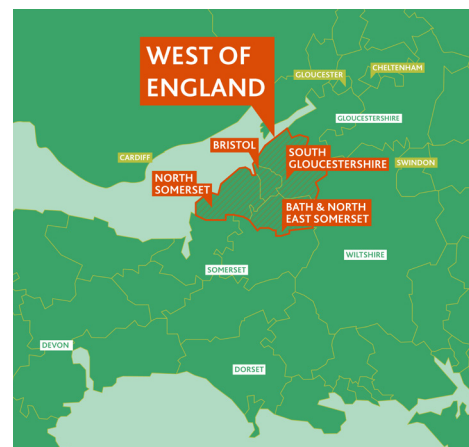 WEST OF
ENGLAND
GLOUCESTER
CHELTENHAM
GLOUCESTERSHIRE
BRISTOL
CARDIFF
SOUTH
GLOUCESTERSHIRE
SWINDON
NORTH
SOMERSET
BATH & NORTH
EAST SOMERSET
WILTSHIRE
SOMERSET
DEVON
DORSET